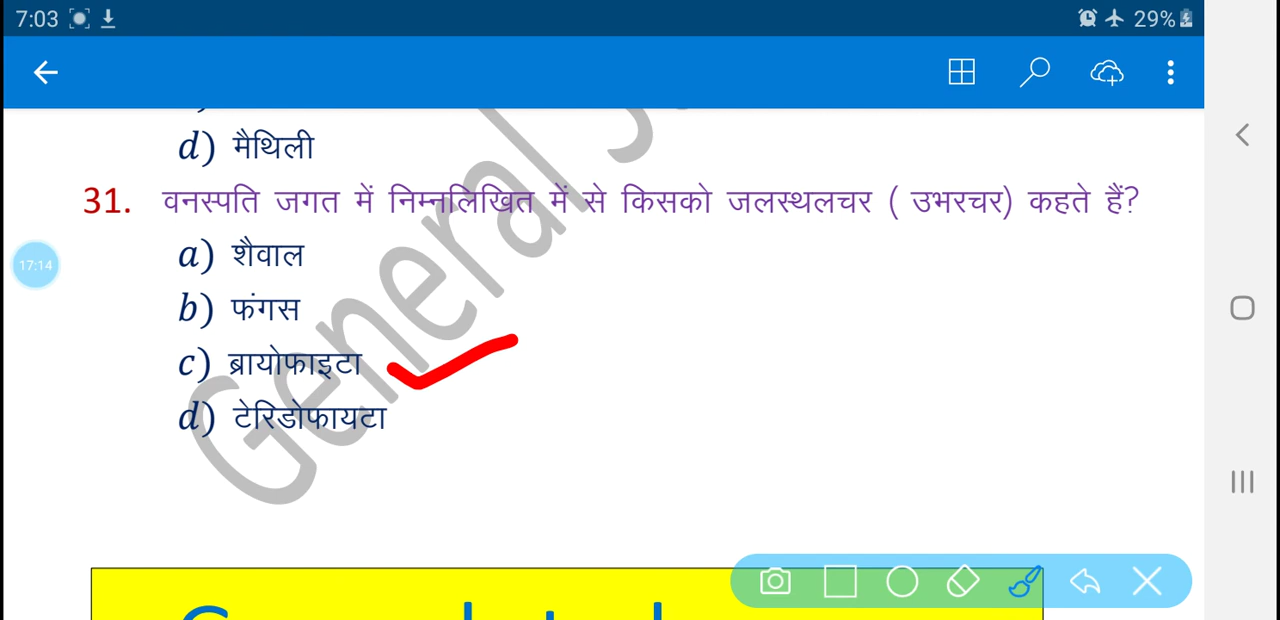 7:03 29%
d) मैथिली
31. वनस्पति जगत में निम्नलिखित में से किसको जलस्थलचर ( उभरचर) कहते हैं?
17:14
a) शैवाल
b) फंगस
c) ब्रायोफाइटा
d) टेरिडोफायटा
General